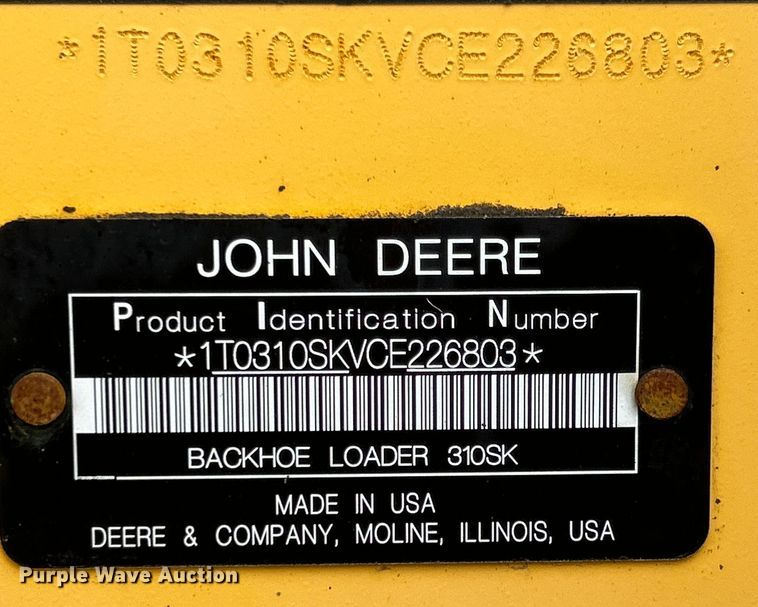 *1T0310SKVCE226803*
JOHN DEERE
Product Identification Number
*1T0310SKVCE226803*
BACKHOE LOADER 310SK
MADE IN USA
DEERE & COMPANY, MOLINE, ILLINOIS, USA
Purple Wave Auction